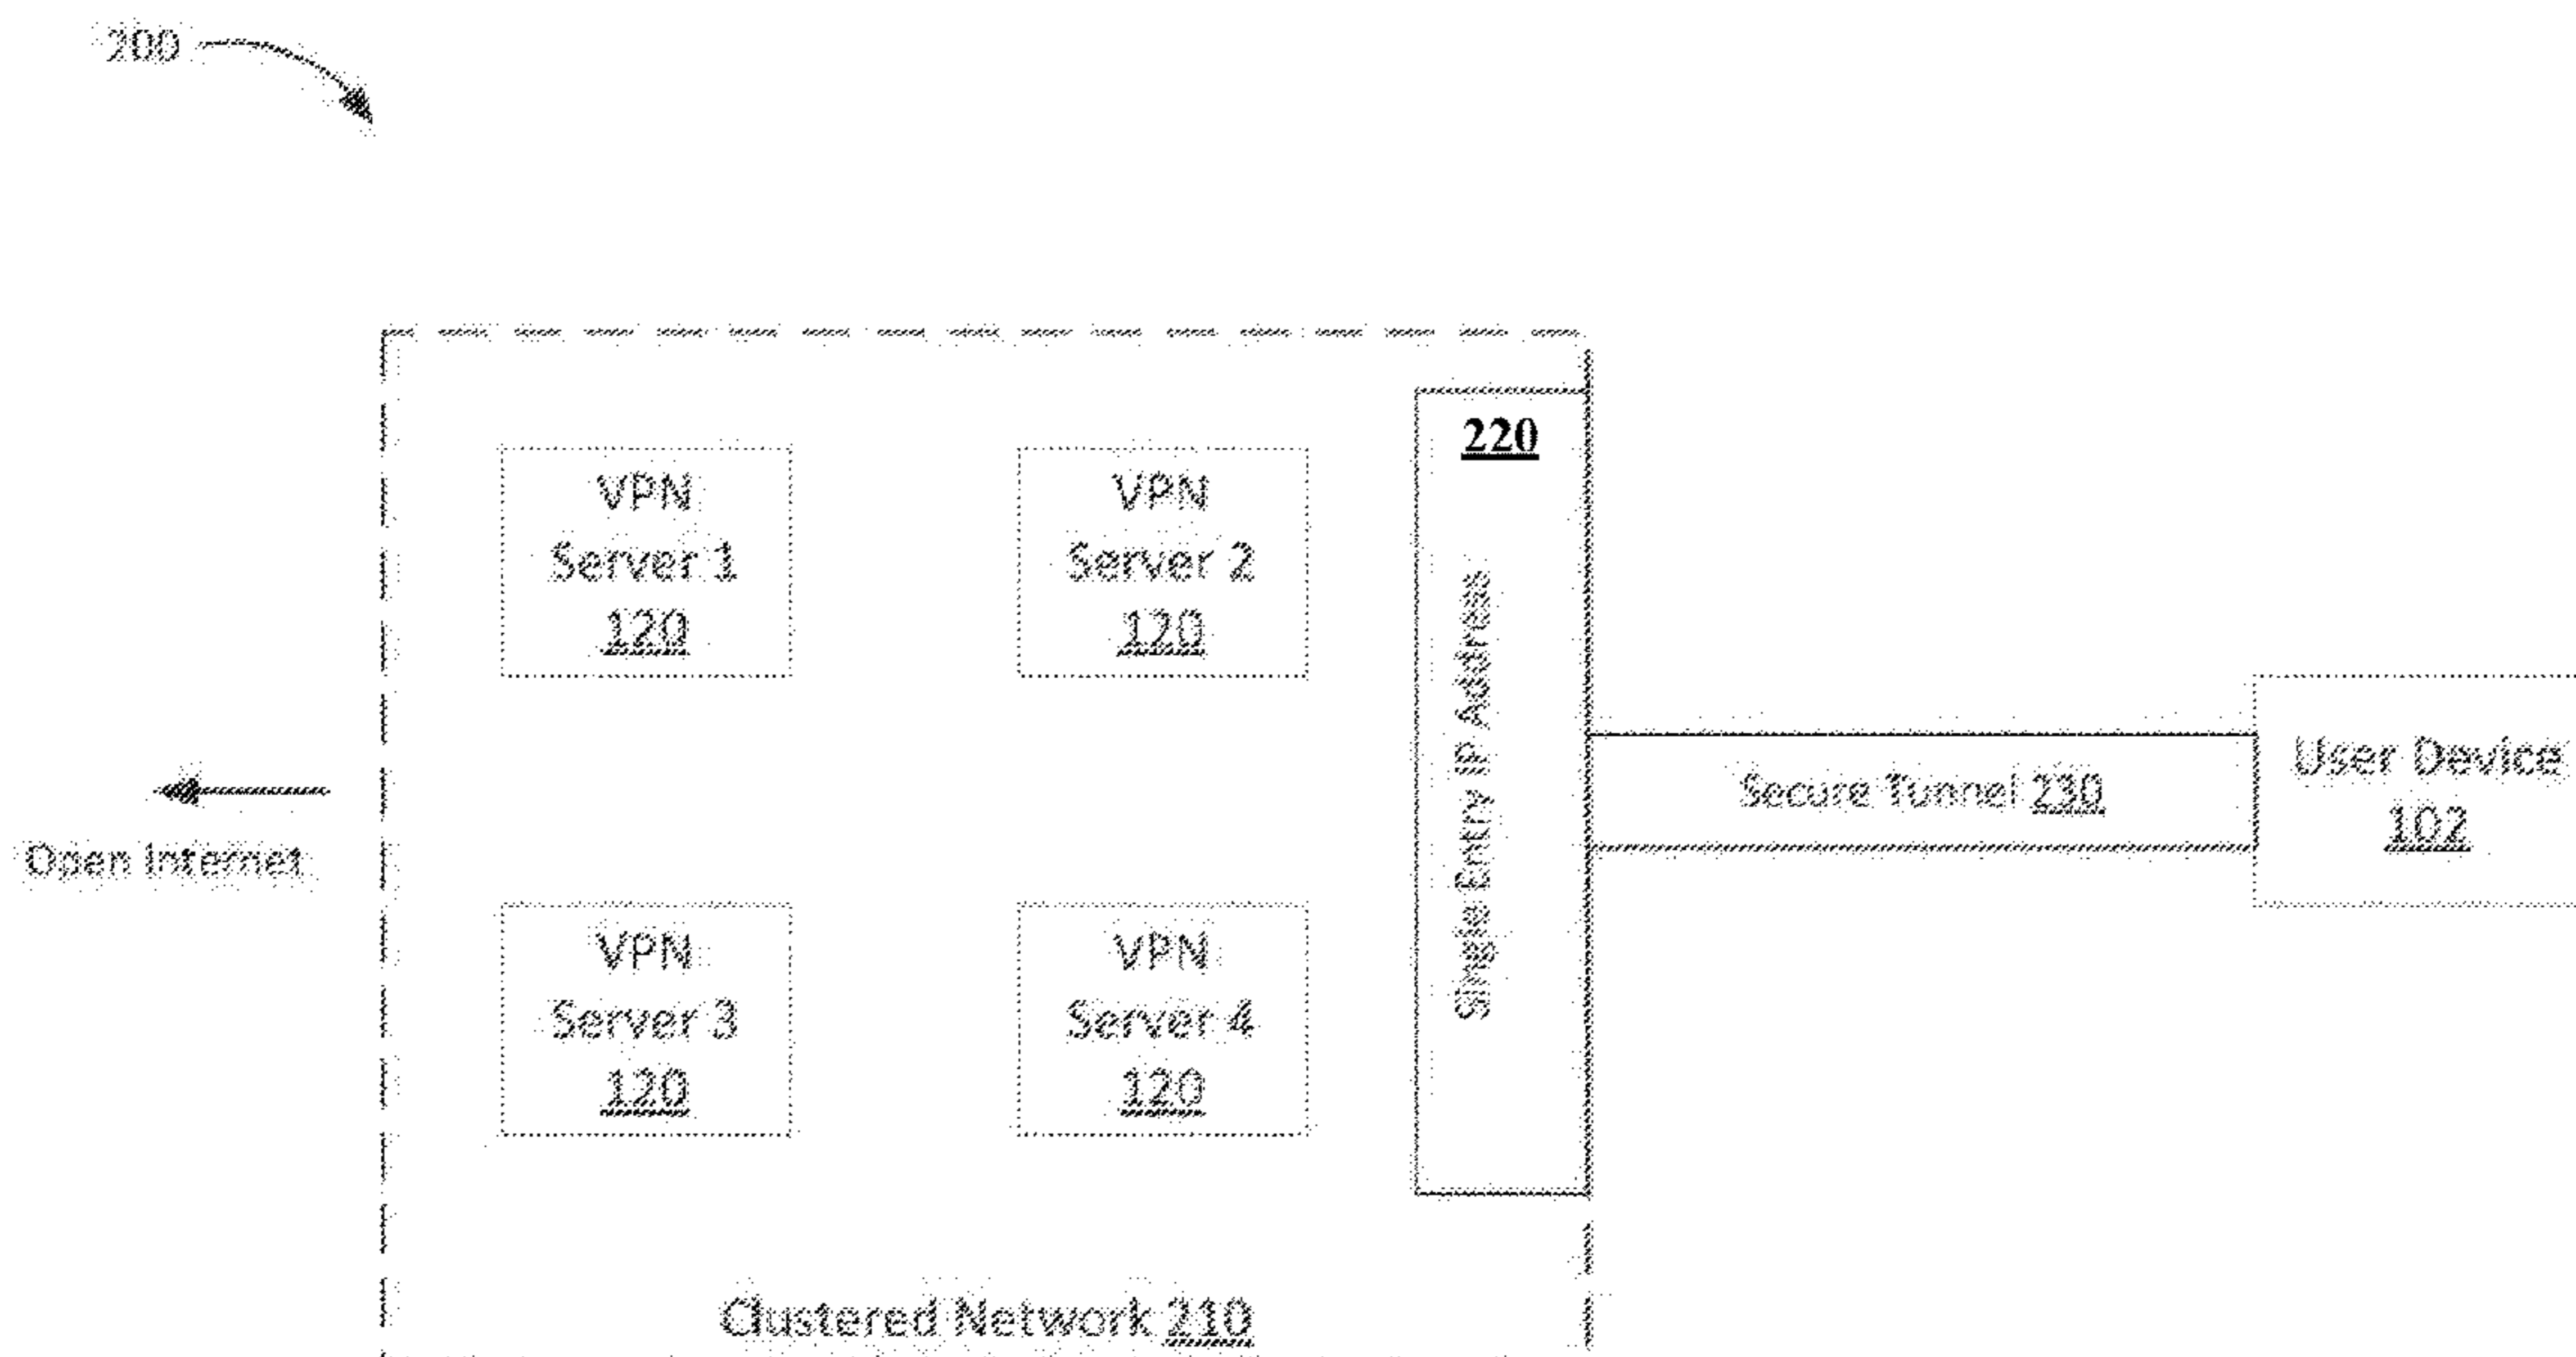 200
220
VPN
Server 1
120
VPN
Server 2
120
Single Entry IP Address
Secure Tunnel 230
User Device
102
Open Internet
VPN
Server 3
120
VPN
Server 4
120
Clustered Network 210